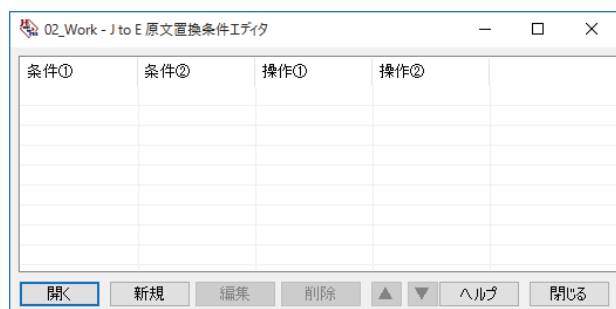 02_Work - J to E 原文置換条件エディタ
条件① 条件② 操作① 操作②
開く 新規 編集 削除 ▲ ▼ ヘルプ 閉じる